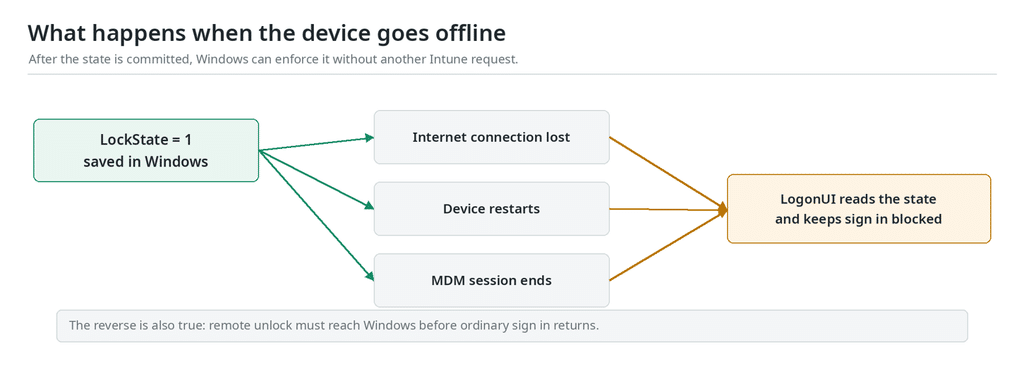 What happens when the device goes offline
After the state is committed, Windows can enforce it without another Intune request.
LockState = 1
saved in Windows
Internet connection lost
Device restarts
MDM session ends
LogonUI reads the state
and keeps sign in blocked
The reverse is also true: remote unlock must reach Windows before ordinary sign in returns.